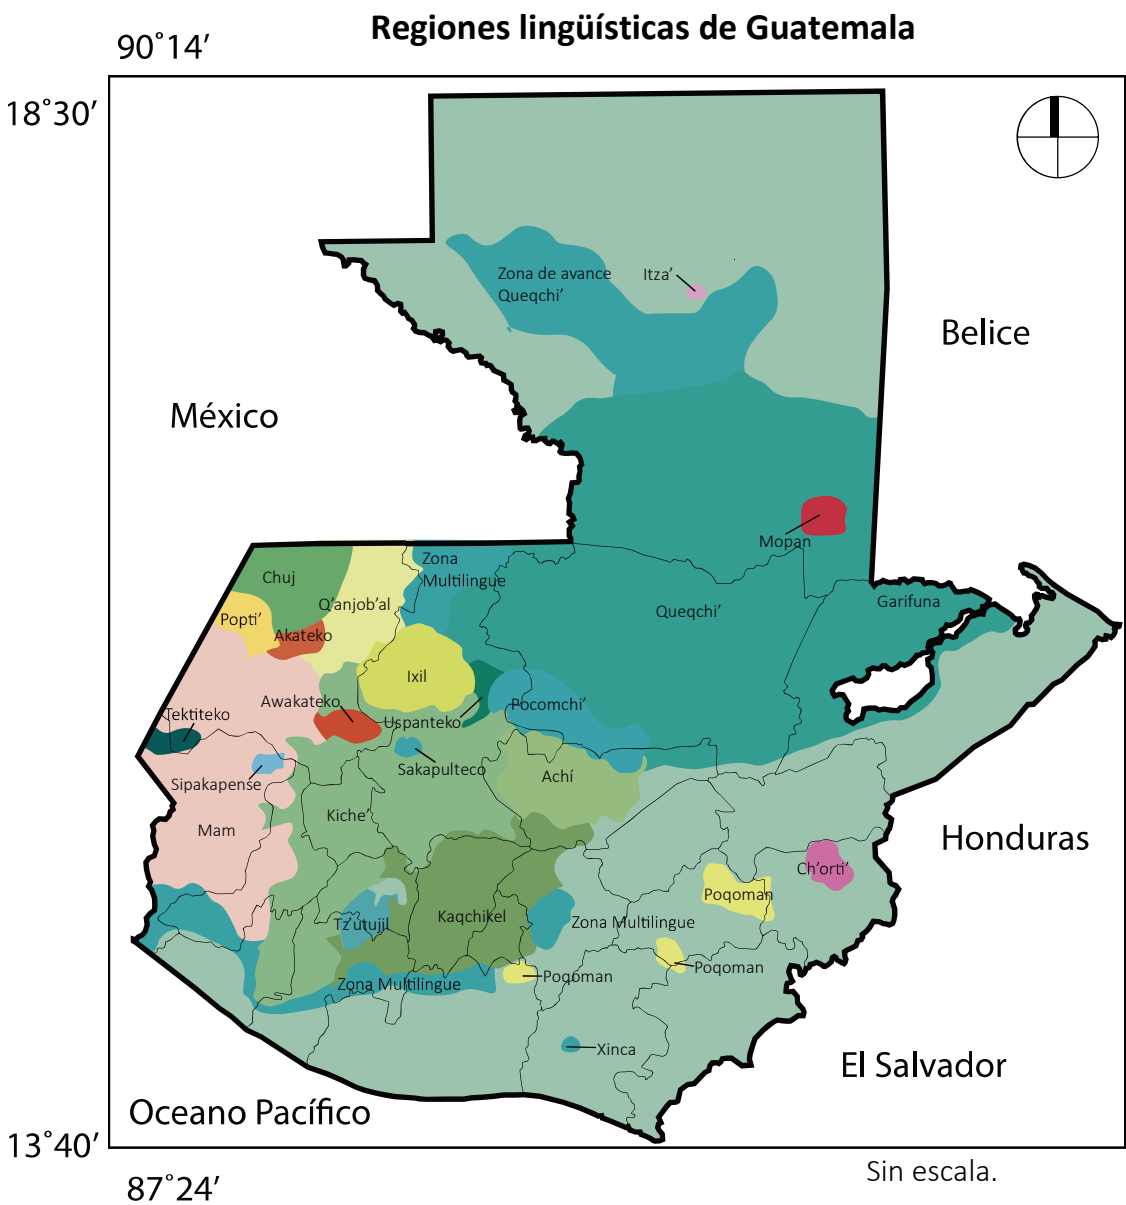 Regiones lingüísticas de Guatemala
90˚14′
18˚30′
Zona de avance
Queqchi’
Itza’
Belice
México
Mopan
Zona
Multilingue
Chuj
Q’anjob’al
Popti’
Akateko
Queqchi’
Garifuna
Ixil
Awakateko
Uspanteko
Pocomchi’
Tektiteko
Sakapulteco
Achí
Sipakapense
Kiche’
Mam
Honduras
Ch’orti’
Poqoman
Kaqchikel
Tz’utujil
Zona Multilingue
Poqoman
Poqoman
Zona Multilingue
Xinca
El Salvador
Oceano Pacífico
13˚40′
Sin escala.
87˚24′